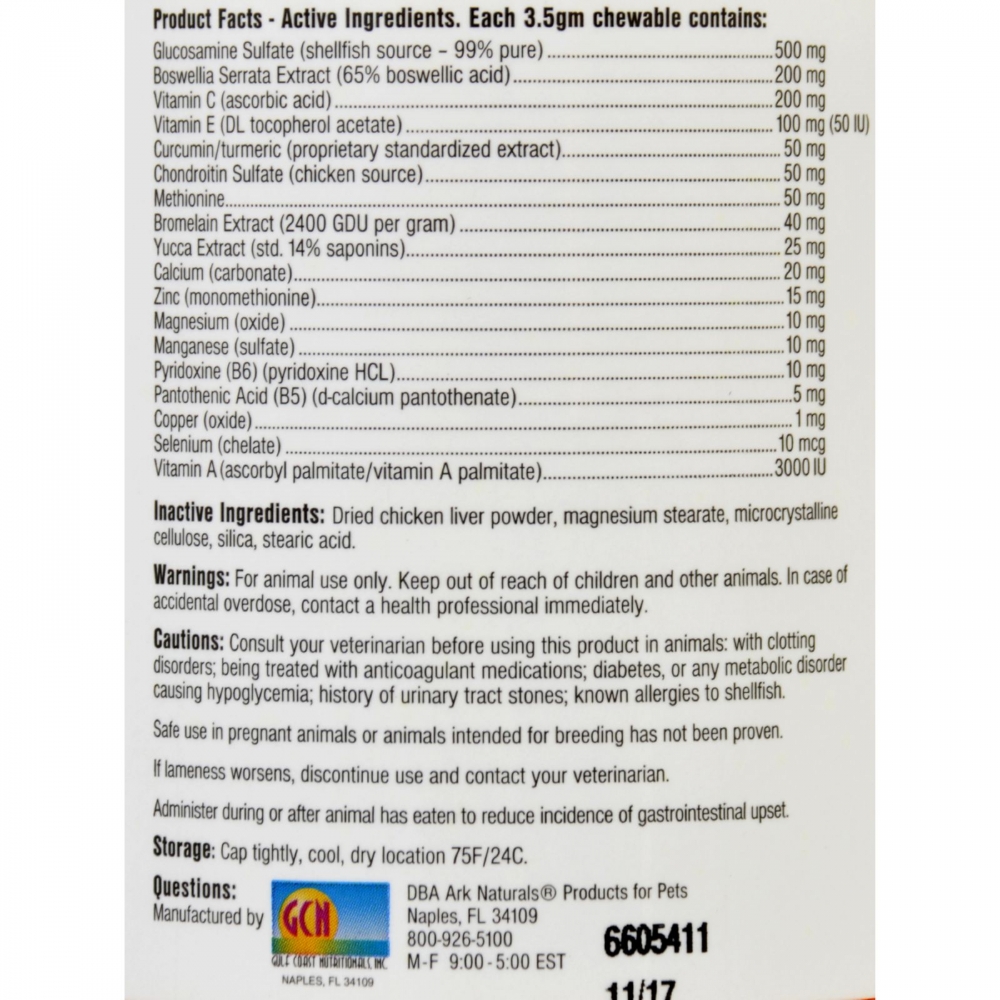 Product Facts - Active Ingredients. Each 3.5gm chewable contains:
Glucosamine Sulfate (shellfish source – 99% pure) 500 mg
Boswellia Serrata Extract (65% boswellic acid) 200 mg
Vitamin C (ascorbic acid) 200 mg
Vitamin E (DL tocopherol acetate) 100 mg (50 IU)
Curcumin/turmeric (proprietary standardized extract) 50 mg
Chondroitin Sulfate (chicken source) 50 mg
Methionine 50 mg
Bromelain Extract (2400 GDU per gram) 40 mg
Yucca Extract (std. 14% saponins) 25 mg
Calcium (carbonate) 20 mg
Zinc (monomethionine) 15 mg
Magnesium (oxide) 10 mg
Manganese (sulfate) 10 mg
Pyridoxine (B6) (pyridoxine HCL) 10 mg
Pantothenic Acid (B5) (d-calcium pantothenate) 5 mg
Copper (oxide) 1 mg
Selenium (chelate) 10 mcg
Vitamin A (ascorbyl palmitate/vitamin A palmitate) 3000 IU
Inactive Ingredients: Dried chicken liver powder, magnesium stearate, microcrystalline
cellulose, silica, stearic acid.
Warnings: For animal use only. Keep out of reach of children and other animals. In case of
accidental overdose, contact a health professional immediately.
Cautions: Consult your veterinarian before using this product in animals: with clotting
disorders; being treated with anticoagulant medications; diabetes, or any metabolic disorder
causing hypoglycemia; history of urinary tract stones; known allergies to shellfish.
Safe use in pregnant animals or animals intended for breeding has not been proven.
If lameness worsens, discontinue use and contact your veterinarian.
Administer during or after animal has eaten to reduce incidence of gastrointestinal upset.
Storage: Cap tightly, cool, dry location 75F/24C.
Questions:
Manufactured by
GCN
GULF COAST NUTRITIONALS, INC.
NAPLES, FL 34109
DBA Ark Naturals® Products for Pets
Naples, FL 34109
800-926-5100
M-F 9:00-5:00 EST
6605411
11/17